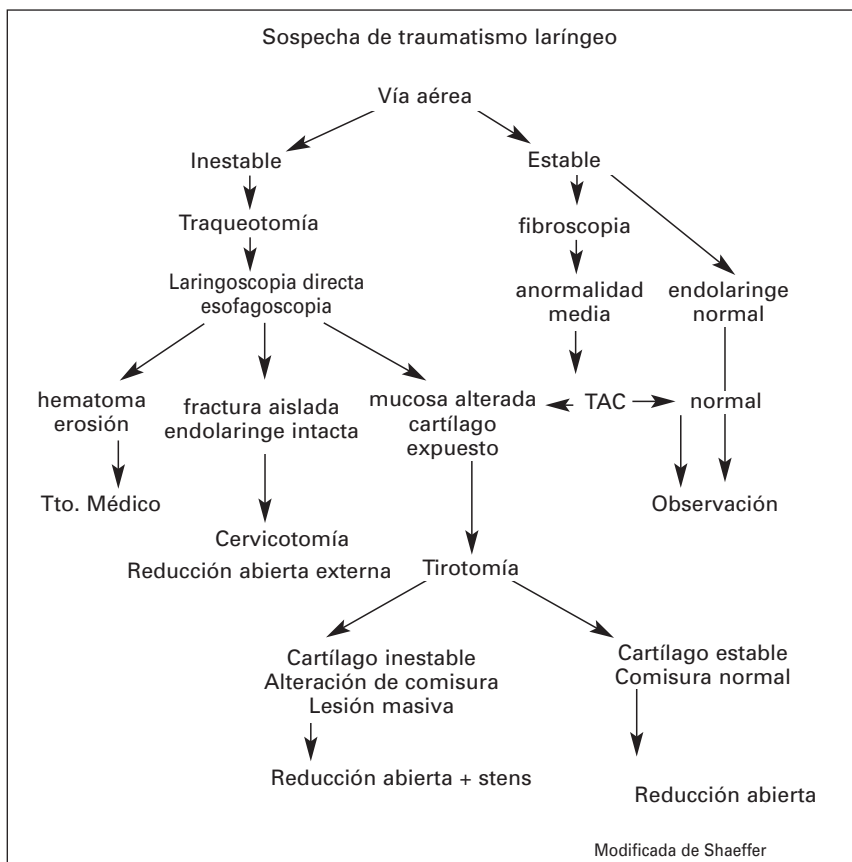 Sospecha de traumatismo laríngeo
Vía aérea
Inestable
Estable
Traqueotomía
fibroscopia
Laringoscopia directa
esofagoscopia
anormalidad
media
endolaringe
normal
hematoma
erosión
fractura aislada
endolaringe intacta
mucosa alterada
cartílago
expuesto
TAC
normal
Tto. Médico
Observación
Cervicotomía
Reducción abierta externa
Tirotomía
Cartílago inestable
Alteración de comisura
Lesión masiva
Cartílago estable
Comisura normal
Reducción abierta + stens
Reducción abierta
Modificada de Shaeffer